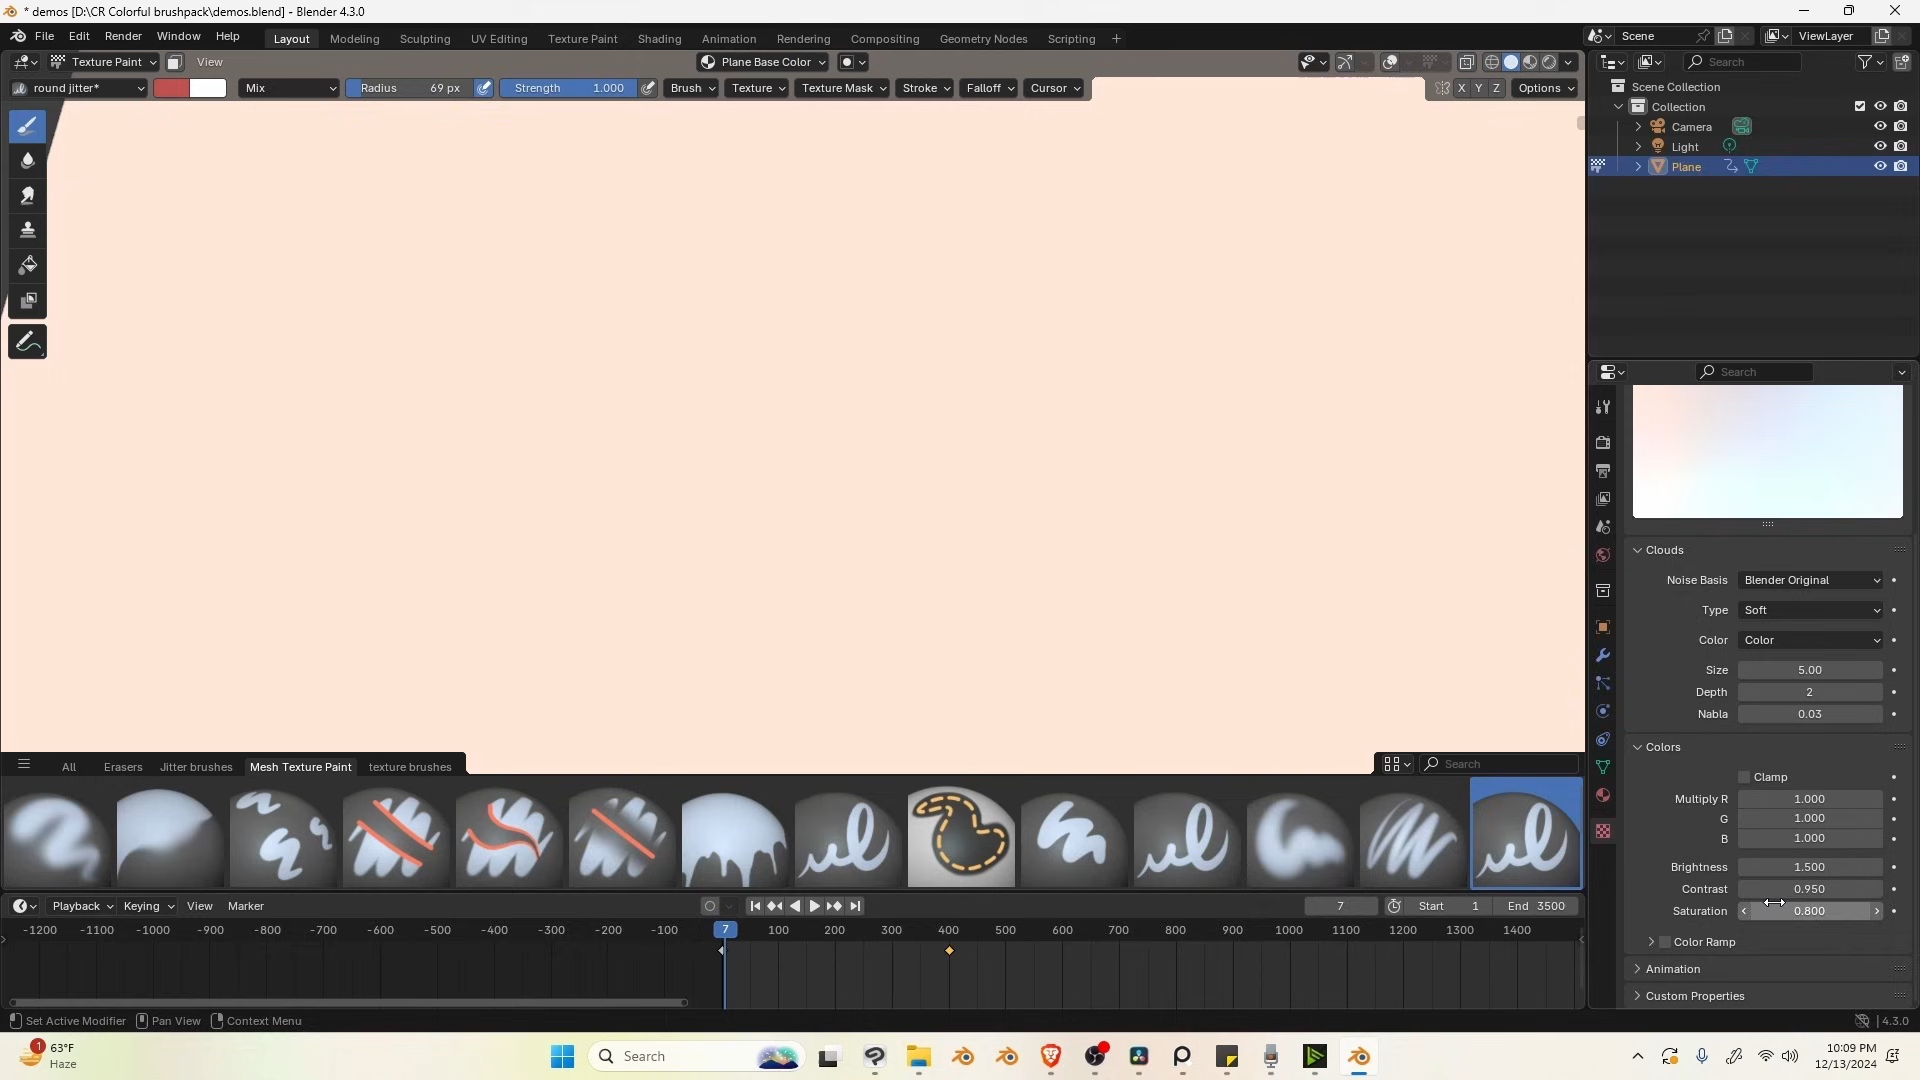 * demos [D:\CR Colorful brushpack\demos.blend] - Blender 4.3.0
File Edit Render Window Help
Layout Modeling Sculpting UV Editing Texture Paint Shading Animation Rendering Compositing Geometry Nodes Scripting +
Scene
ViewLayer
Texture Paint
View
Plane Base Color
round jitter*
Mix
Radius 69 px
Strength 1.000
Brush
Texture
Texture Mask
Stroke
Falloff
Cursor
X Y Z
Options
Search
Scene Collection
Collection
Camera
Light
Plane
Search
Clouds
Noise Basis Blender Original
Type Soft
Color Color
Size 5.00
Depth 2
Nabla 0.03
Colors
Clamp
Multiply R 1.000
G 1.000
B 1.000
Brightness 1.500
Contrast 0.950
Saturation 0.800
Color Ramp
Animation
Custom Properties
All Erasers Jitter brushes Mesh Texture Paint texture brushes
Search
Playback Keying View Marker
7
Start 1
End 3500
-1200 -1100 -1000 -900 -800 -700 -600 -500 -400 -300 -200 -100 7 100 200 300 400 500 600 700 800 900 1000 1100 1200 1300 1400
Set Active Modifier Pan View Context Menu
4.3.0
1
63°F
Haze
Search
10:09 PM
12/13/2024